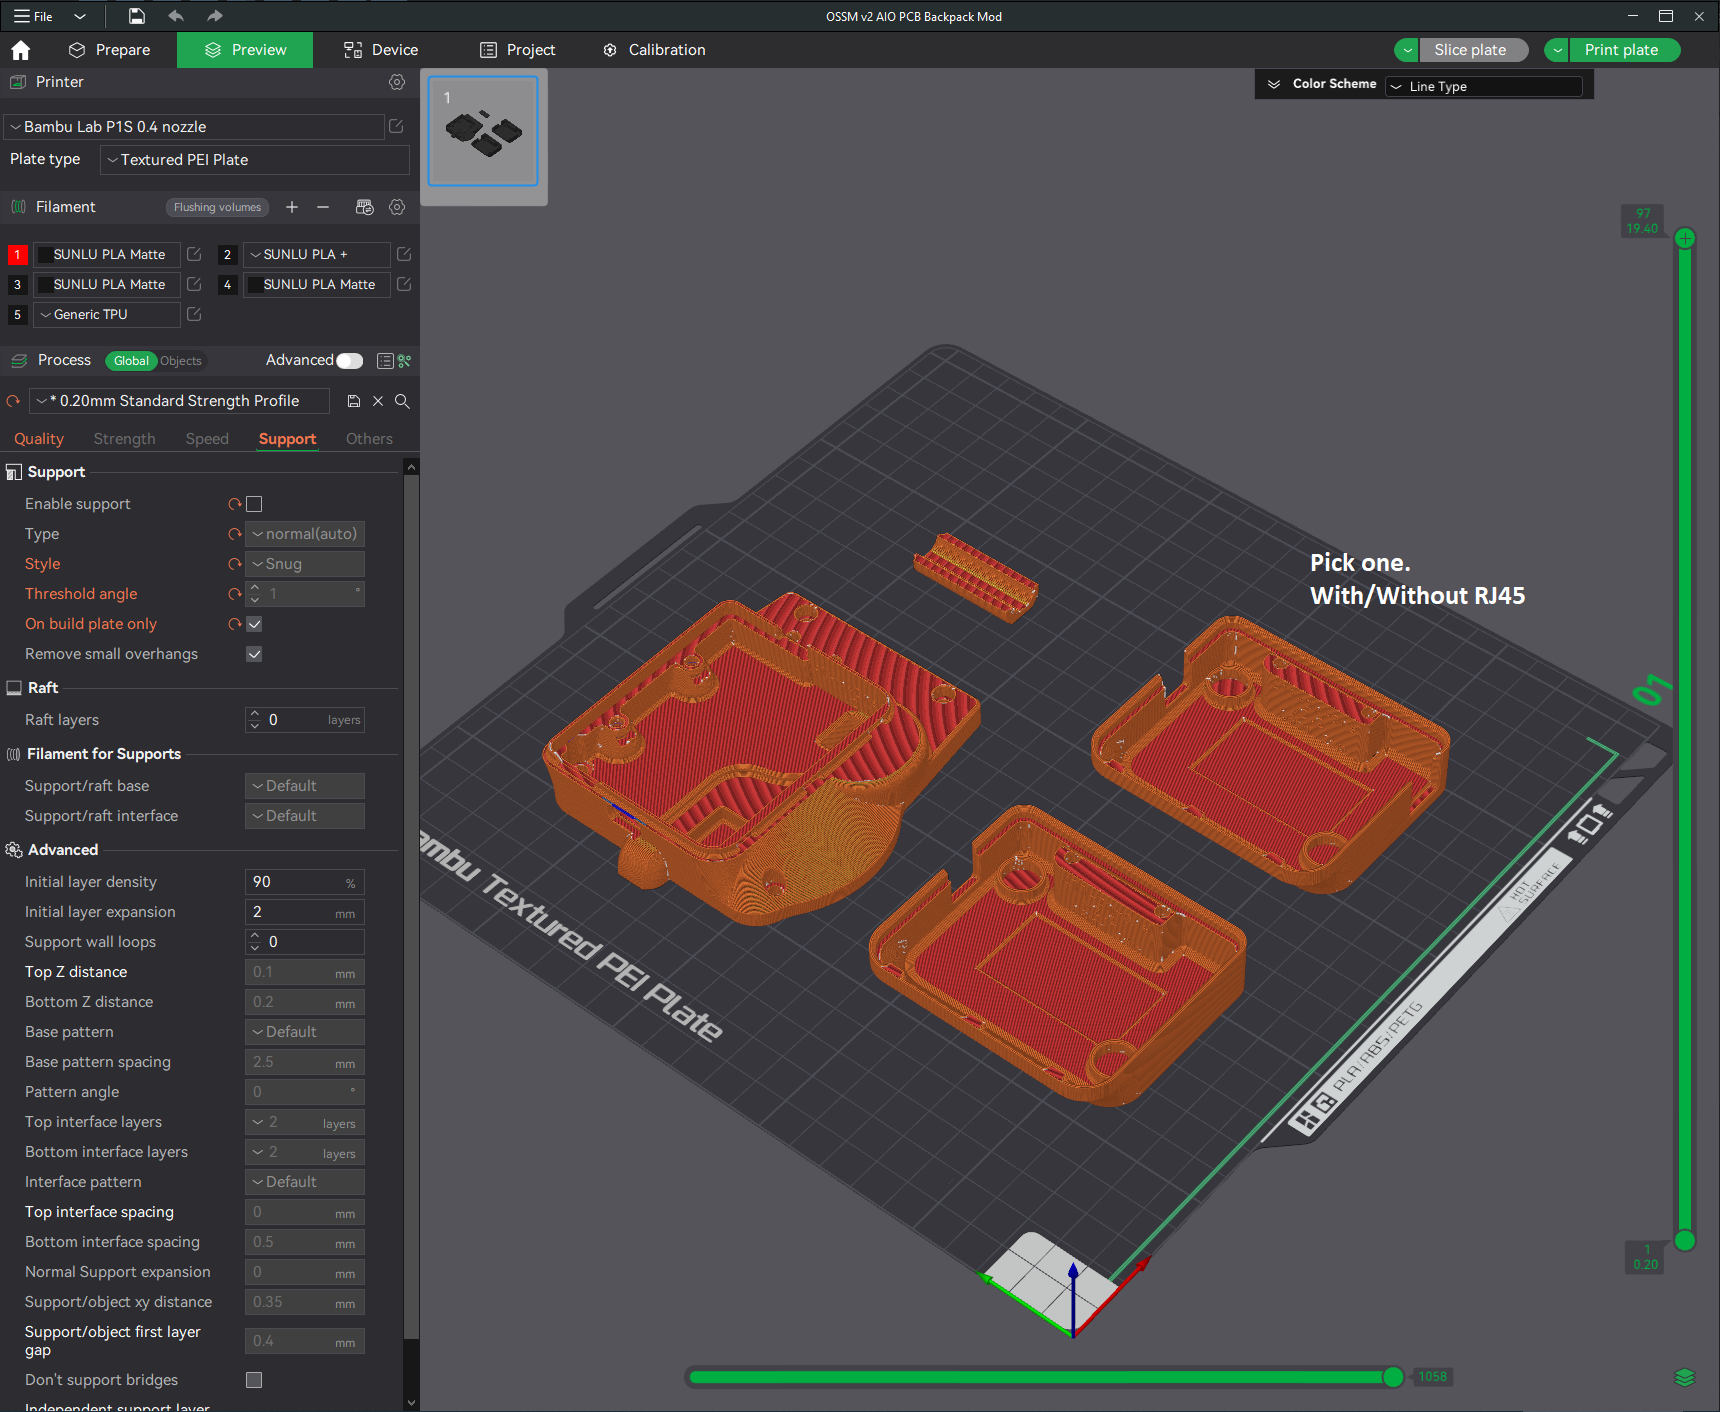 File
OSSM v2 AIO PCB Backpack Mod
Prepare
Preview
Device
Project
Calibration
Slice plate
Print plate
Printer
Bambu Lab P1S 0.4 nozzle
Plate type
Textured PEI Plate
Filament
Flushing volumes
1 SUNLU PLA Matte
2 SUNLU PLA +
3 SUNLU PLA Matte
4 SUNLU PLA Matte
5 Generic TPU
Process
Global
Objects
Advanced
* 0.20mm Standard Strength Profile
Quality
Strength
Speed
Support
Others
Support
Enable support
Type normal(auto)
Style Snug
Threshold angle 1 °
On build plate only
Remove small overhangs
Raft
Raft layers 0 layers
Filament for Supports
Support/raft base Default
Support/raft interface Default
Advanced
Initial layer density 90 %
Initial layer expansion 2 mm
Support wall loops 0
Top Z distance 0.1 mm
Bottom Z distance 0.2 mm
Base pattern Default
Base pattern spacing 2.5 mm
Pattern angle 0 °
Top interface layers 2 layers
Bottom interface layers 2 layers
Interface pattern Default
Top interface spacing 0 mm
Bottom interface spacing 0.5 mm
Normal Support expansion 0 mm
Support/object xy distance 0.35 mm
Support/object first layer
gap 0.4 mm
Don't support bridges
Independent support layer
1
Color Scheme
Line Type
97
19.40
Pick one.
With/Without RJ45
01
ambu Textured PEI Plate
HOT
SURFACE
PLA/ABS/PETG
1
0.20
1058